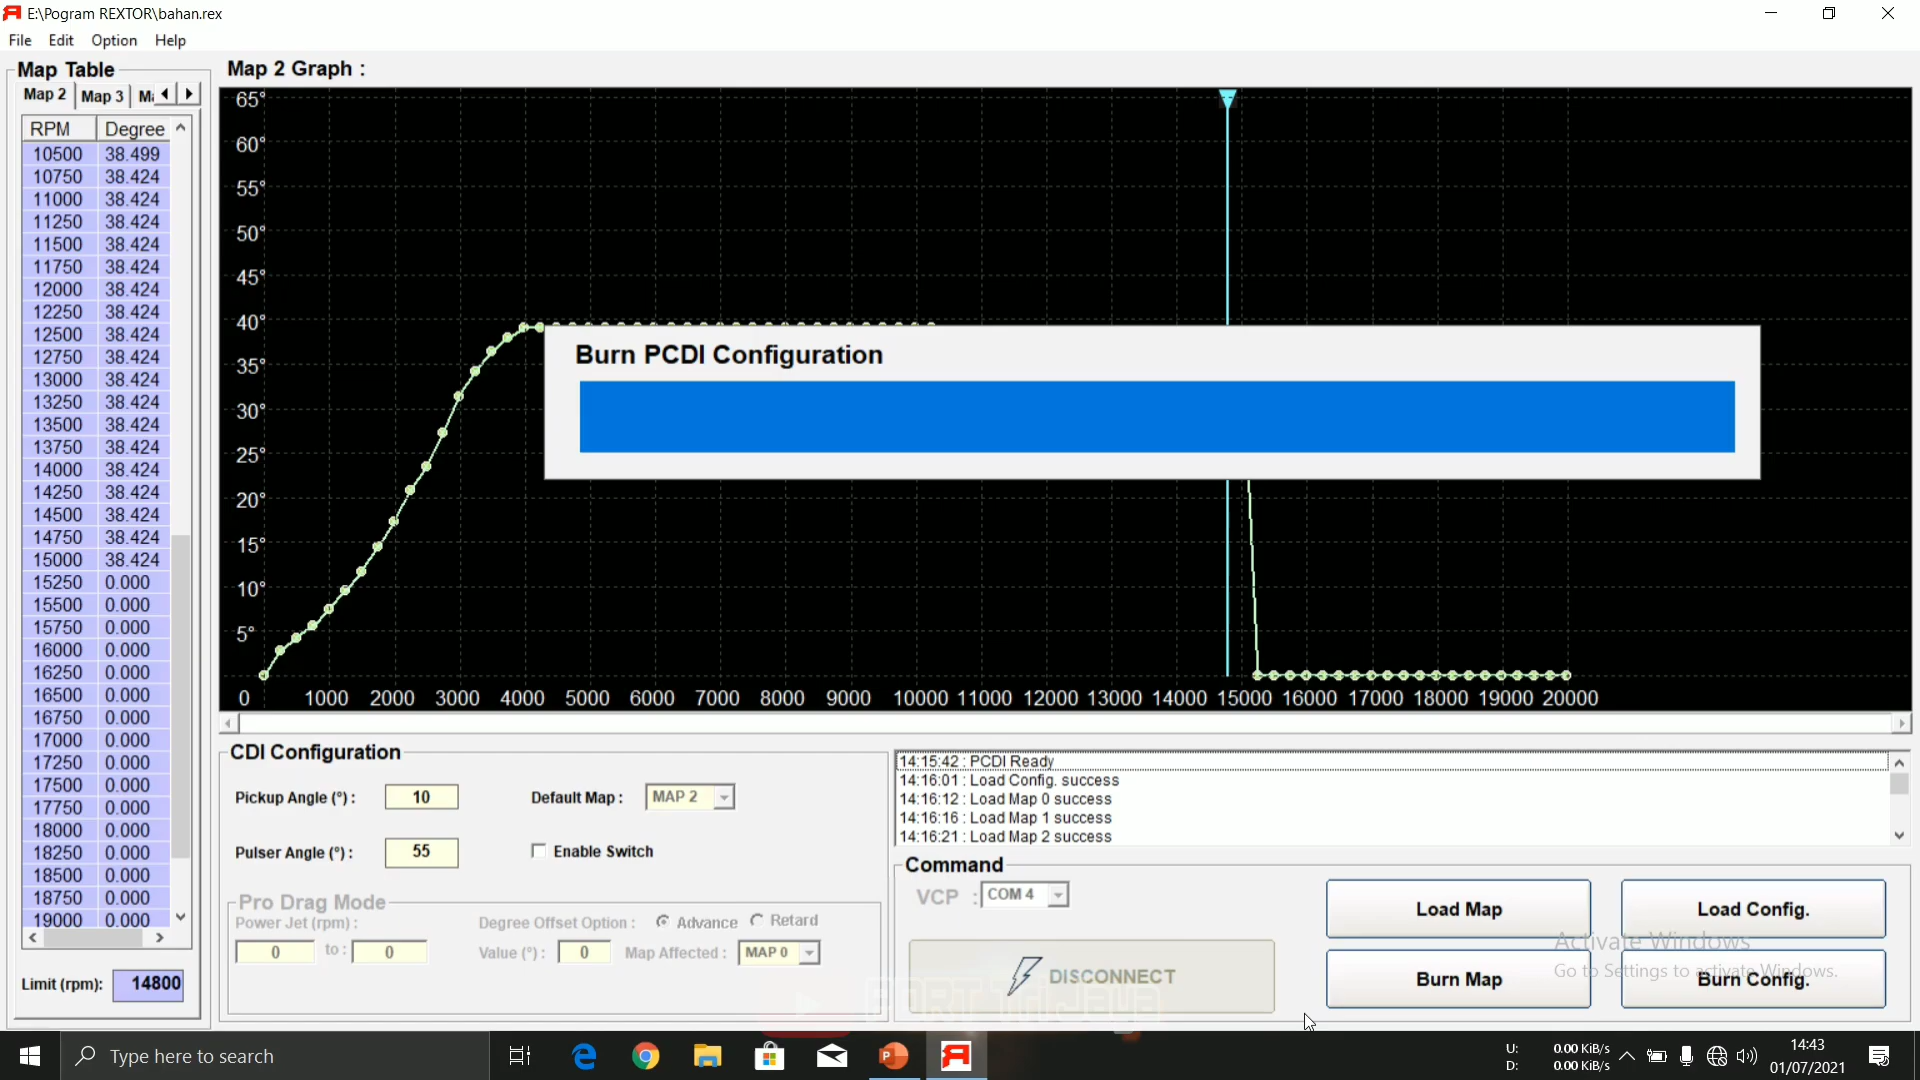 E:\Pogram REXTOR\bahan.rex
File Edit Option Help
Map Table
Map 2 Map 3
RPM Degree
10500 38.499
10750 38.424
11000 38.424
11250 38.424
11500 38.424
11750 38.424
12000 38.424
12250 38.424
12500 38.424
12750 38.424
13000 38.424
13250 38.424
13500 38.424
13750 38.424
14000 38.424
14250 38.424
14500 38.424
14750 38.424
15000 38.424
15250 0.000
15500 0.000
15750 0.000
16000 0.000
16250 0.000
16500 0.000
16750 0.000
17000 0.000
17250 0.000
17500 0.000
17750 0.000
18000 0.000
18250 0.000
18500 0.000
18750 0.000
19000 0.000
Limit (rpm): 14800
Map 2 Graph :
65°
60°
55°
50°
45°
40°
35°
30°
25°
20°
15°
10°
5°
0 1000 2000 3000 4000 5000 6000 7000 8000 9000 10000 11000 12000 13000 14000 15000 16000 17000 18000 19000 20000
Burn PCDI Configuration
CDI Configuration
Pickup Angle (°) : 10 Default Map : MAP 2
Pulser Angle (°) : 55 Enable Switch
Pro Drag Mode
Power Jet (rpm) : Degree Offset Option : Advance Retard
0 to : 0 Value (°) : 0 Map Affected : MAP 0
14:15:42 : PCDI Ready
14:16:01 : Load Config. success
14:16:12 : Load Map 0 success
14:16:16 : Load Map 1 success
14:16:21 : Load Map 2 success
Command
VCP : COM 4
DISCONNECT
Load Map Load Config.
Burn Map Burn Config.
Activate Windows
Go to Settings to activate Windows.
Type here to search
U: 0.00 KiB/s
D: 0.00 KiB/s
14:43
01/07/2021